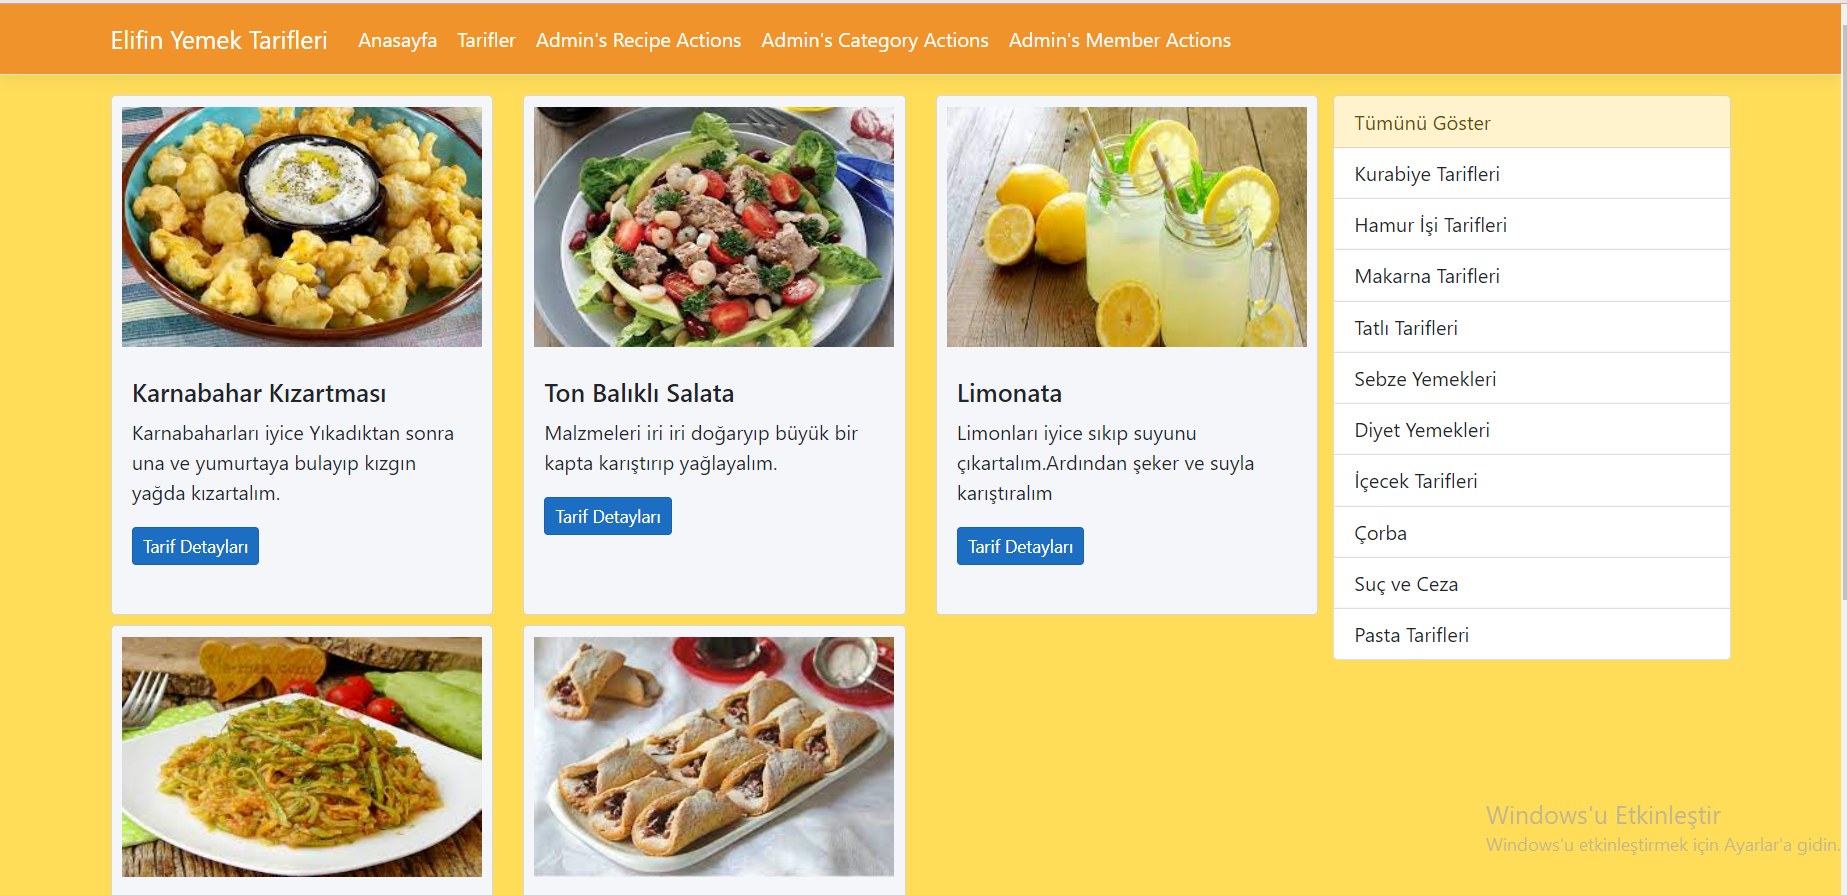 Elifin Yemek Tarifleri Anasayfa Tarifler Admin's Recipe Actions Admin's Category Actions Admin's Member Actions
Karnabahar Kızartması
Karnabaharları iyice Yıkadıktan sonra
una ve yumurtaya bulayıp kızgın
yağda kızartalım.
Tarif Detayları
Ton Balıklı Salata
Malzmeleri iri iri doğaryıp büyük bir
kapta karıştırıp yağlayalım.
Tarif Detayları
Limonata
Limonları iyice sıkıp suyunu
çıkartalım.Ardından şeker ve suyla
karıştıralım
Tarif Detayları
Tümünü Göster
Kurabiye Tarifleri
Hamur İşi Tarifleri
Makarna Tarifleri
Tatlı Tarifleri
Sebze Yemekleri
Diyet Yemekleri
İçecek Tarifleri
Çorba
Suç ve Ceza
Pasta Tarifleri
Windows'u Etkinleştir
Windows'u etkinleştirmek için Ayarlar'a gidin.